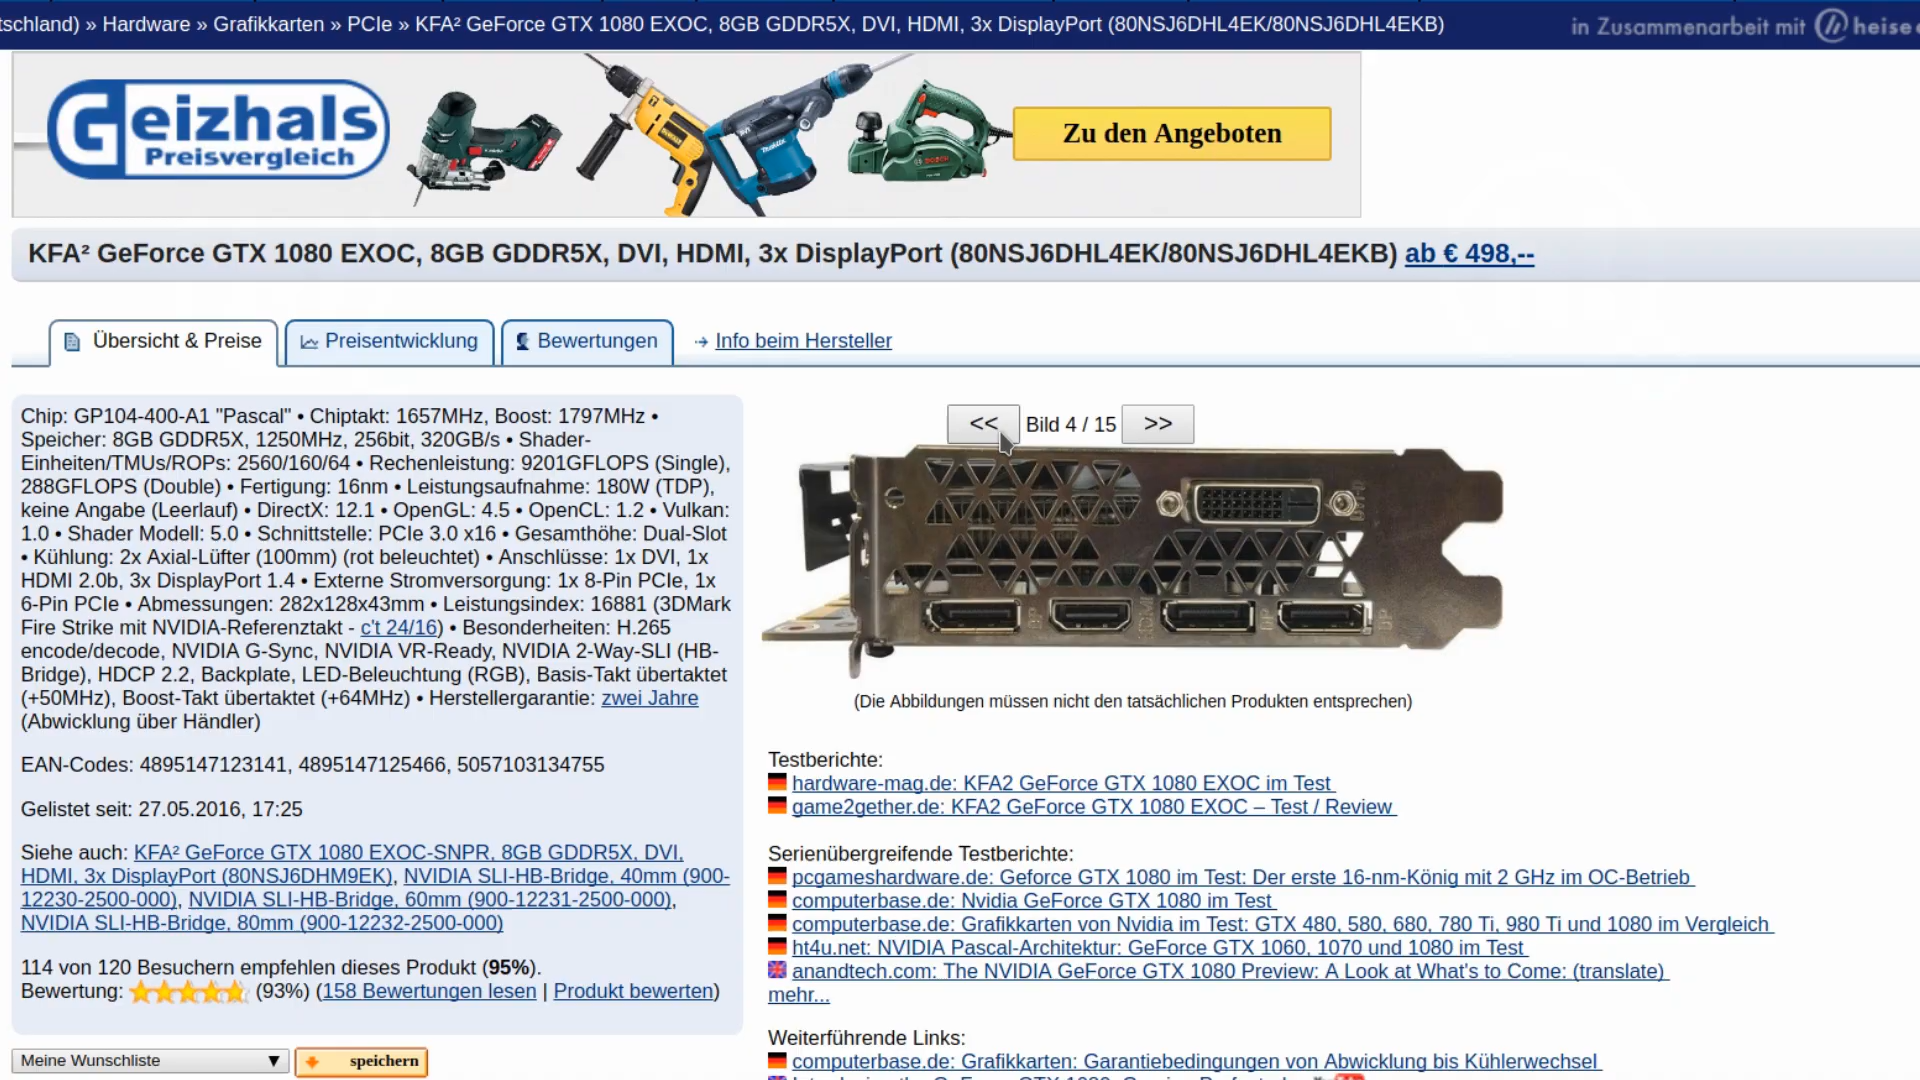 tschland) » Hardware » Grafikkarten » PCIe » KFA² GeForce GTX 1080 EXOC, 8GB GDDR5X, DVI, HDMI, 3x DisplayPort (80NSJ6DHL4EK/80NSJ6DHL4EKB)
in Zusammenarbeit mit heise
Geizhals
Preisvergleich
Zu den Angeboten
KFA² GeForce GTX 1080 EXOC, 8GB GDDR5X, DVI, HDMI, 3x DisplayPort (80NSJ6DHL4EK/80NSJ6DHL4EKB) ab € 498,--
Übersicht & Preise
Preisentwicklung
Bewertungen
Info beim Hersteller
Chip: GP104-400-A1 "Pascal" • Chiptakt: 1657MHz, Boost: 1797MHz •
Speicher: 8GB GDDR5X, 1250MHz, 256bit, 320GB/s • Shader-
Einheiten/TMUs/ROPs: 2560/160/64 • Rechenleistung: 9201GFLOPS (Single),
288GFLOPS (Double) • Fertigung: 16nm • Leistungsaufnahme: 180W (TDP),
keine Angabe (Leerlauf) • DirectX: 12.1 • OpenGL: 4.5 • OpenCL: 1.2 • Vulkan:
1.0 • Shader Modell: 5.0 • Schnittstelle: PCIe 3.0 x16 • Gesamthöhe: Dual-Slot
• Kühlung: 2x Axial-Lüfter (100mm) (rot beleuchtet) • Anschlüsse: 1x DVI, 1x
HDMI 2.0b, 3x DisplayPort 1.4 • Externe Stromversorgung: 1x 8-Pin PCIe, 1x
6-Pin PCIe • Abmessungen: 282x128x43mm • Leistungsindex: 16881 (3DMark
Fire Strike mit NVIDIA-Referenztakt - c't 24/16) • Besonderheiten: H.265
encode/decode, NVIDIA G-Sync, NVIDIA VR-Ready, NVIDIA 2-Way-SLI (HB-
Bridge), HDCP 2.2, Backplate, LED-Beleuchtung (RGB), Basis-Takt übertaktet
(+50MHz), Boost-Takt übertaktet (+64MHz) • Herstellergarantie: zwei Jahre
(Abwicklung über Händler)
EAN-Codes: 4895147123141, 4895147125466, 5057103134755
Gelistet seit: 27.05.2016, 17:25
Siehe auch: KFA² GeForce GTX 1080 EXOC-SNPR, 8GB GDDR5X, DVI,
HDMI, 3x DisplayPort (80NSJ6DHM9EK), NVIDIA SLI-HB-Bridge, 40mm (900-
12230-2500-000), NVIDIA SLI-HB-Bridge, 60mm (900-12231-2500-000),
NVIDIA SLI-HB-Bridge, 80mm (900-12232-2500-000)
114 von 120 Besuchern empfehlen dieses Produkt (95%).
Bewertung: (93%) (158 Bewertungen lesen | Produkt bewerten)
Meine Wunschliste
speichern
<< Bild 4 / 15 >>
(Die Abbildungen müssen nicht den tatsächlichen Produkten entsprechen)
Testberichte:
hardware-mag.de: KFA2 GeForce GTX 1080 EXOC im Test
game2gether.de: KFA2 GeForce GTX 1080 EXOC – Test / Review
Serienübergreifende Testberichte:
pcgameshardware.de: Geforce GTX 1080 im Test: Der erste 16-nm-König mit 2 GHz im OC-Betrieb
computerbase.de: Nvidia GeForce GTX 1080 im Test
computerbase.de: Grafikkarten von Nvidia im Test: GTX 480, 580, 680, 780 Ti, 980 Ti und 1080 im Vergleich
ht4u.net: NVIDIA Pascal-Architektur: GeForce GTX 1060, 1070 und 1080 im Test
anandtech.com: The NVIDIA GeForce GTX 1080 Preview: A Look at What's to Come: (translate)
mehr...
Weiterführende Links:
computerbase.de: Grafikkarten: Garantiebedingungen von Abwicklung bis Kühlerwechsel